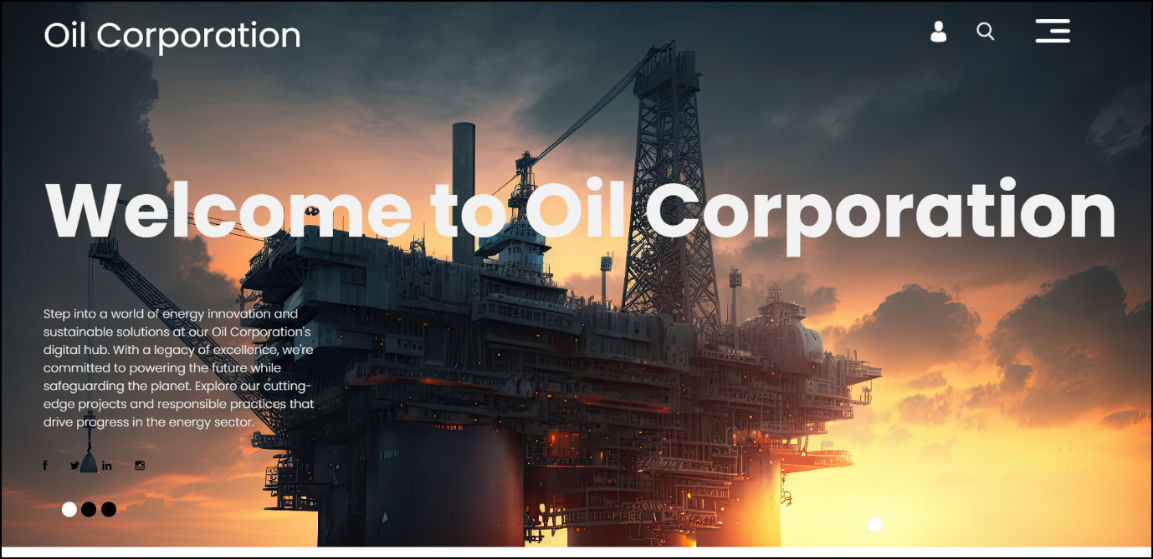 Oil Corporation
Welcome to Oil Corporation
Step into a world of energy innovation and
sustainable solutions at our Oil Corporation's
digital hub. With a legacy of excellence, we're
committed to powering the future while
safeguarding the planet. Explore our cutting-
edge projects and responsible practices that
drive progress in the energy sector.